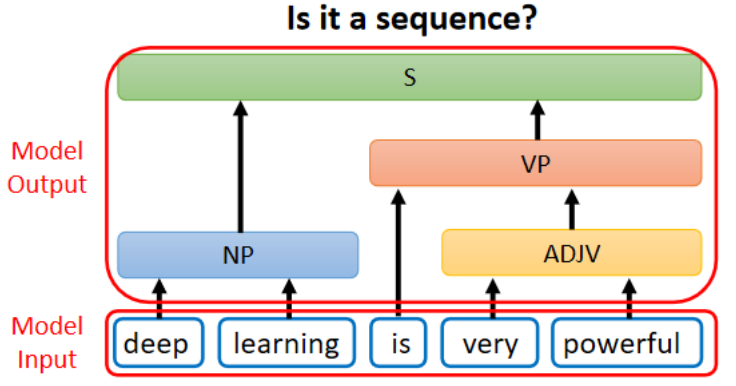 Is it a sequence?
S
Model
Output
VP
NP
ADJV
Model
Input
deep learning is very powerful